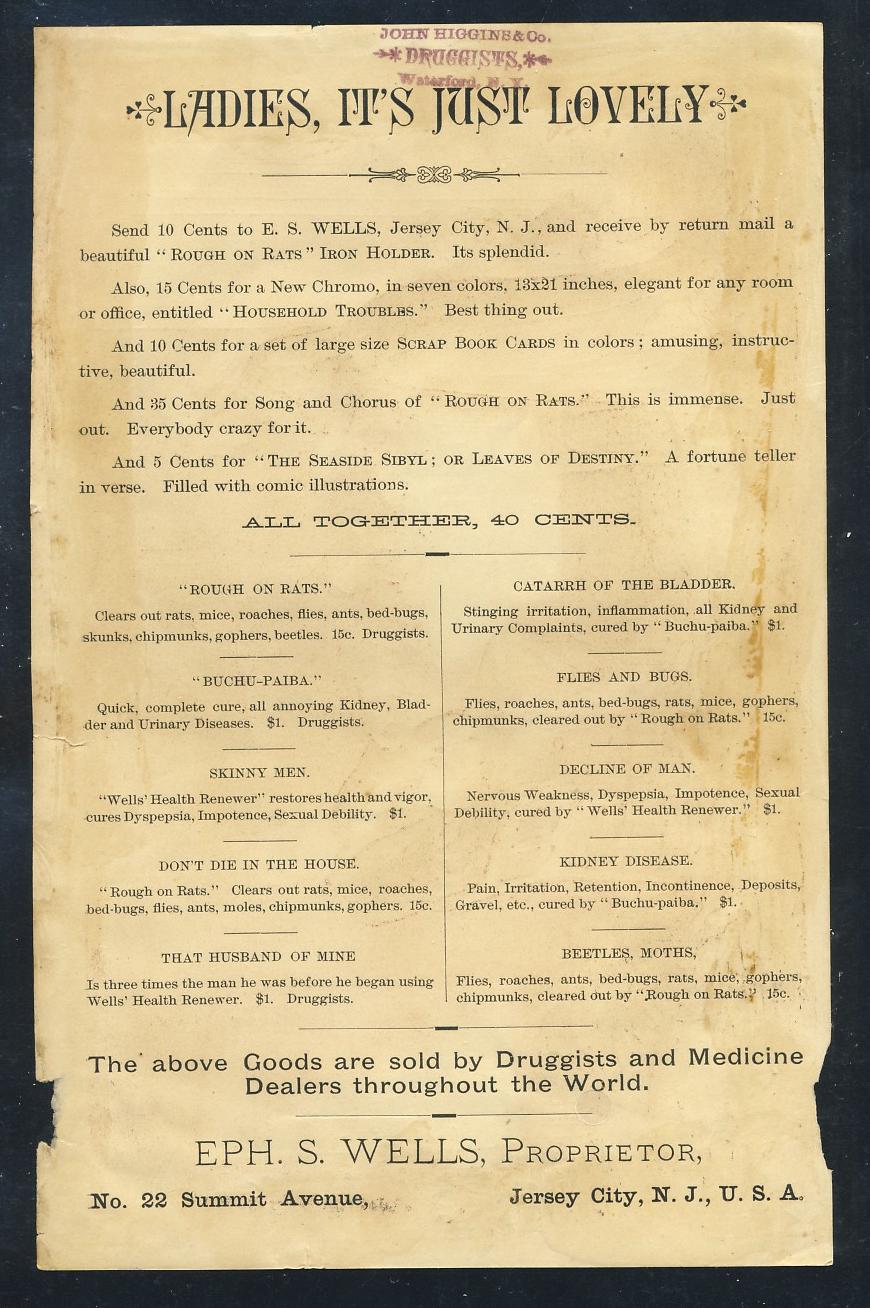 JOHN HIGGINS & Co.
DRUGGISTS,
Waterford, N. Y.
LADIES, IT'S JUST LOVELY
Send 10 Cents to E. S. WELLS, Jersey City, N. J., and receive by return mail a
beautiful "ROUGH ON RATS" IRON HOLDER. Its splendid.
Also, 15 Cents for a New Chromo, in seven colors, 13x21 inches, elegant for any room
or office, entitled "HOUSEHOLD TROUBLES." Best thing out.
And 10 Cents for a set of large size SCRAP BOOK CARDS in colors; amusing, instruc-
tive, beautiful.
And 35 Cents for Song and Chorus of "ROUGH ON RATS." This is immense. Just
out. Everybody crazy for it.
And 5 Cents for "THE SEASIDE SIBYL; OR LEAVES OF DESTINY." A fortune teller
in verse. Filled with comic illustrations.
ALL TOGETHER, 40 CENTS.
"ROUGH ON RATS."
Clears out rats, mice, roaches, flies, ants, bed-bugs,
skunks, chipmunks, gophers, beetles. 15c. Druggists.
"BUCHU-PAIBA."
Quick, complete cure, all annoying Kidney, Blad-
der and Urinary Diseases. $1. Druggists.
SKINNY MEN.
"Wells' Health Renewer" restores health and vigor,
cures Dyspepsia, Impotence, Sexual Debility. $1.
DON'T DIE IN THE HOUSE.
"Rough on Rats." Clears out rats, mice, roaches,
bed-bugs, flies, ants, moles, chipmunks, gophers. 15c.
THAT HUSBAND OF MINE
Is three times the man he was before he began using
Wells' Health Renewer. $1. Druggists.
CATARRH OF THE BLADDER.
Stinging irritation, inflammation, all Kidney and
Urinary Complaints, cured by "Buchu-paiba." $1.
FLIES AND BUGS.
Flies, roaches, ants, bed-bugs, rats, mice, gophers,
chipmunks, cleared out by "Rough on Rats." 15c.
DECLINE OF MAN.
Nervous Weakness, Dyspepsia, Impotence, Sexual
Debility, cured by "Wells' Health Renewer." $1.
KIDNEY DISEASE.
Pain, Irritation, Retention, Incontinence, Deposits,
Gravel, etc., cured by "Buchu-paiba." $1.
BEETLES, MOTHS,
Flies, roaches, ants, bed-bugs, rats, mice, gophers,
chipmunks, cleared out by "Rough on Rats." 15c.
The above Goods are sold by Druggists and Medicine
Dealers throughout the World.
EPH. S. WELLS, PROPRIETOR,
No. 22 Summit Avenue, Jersey City, N. J., U. S. A.